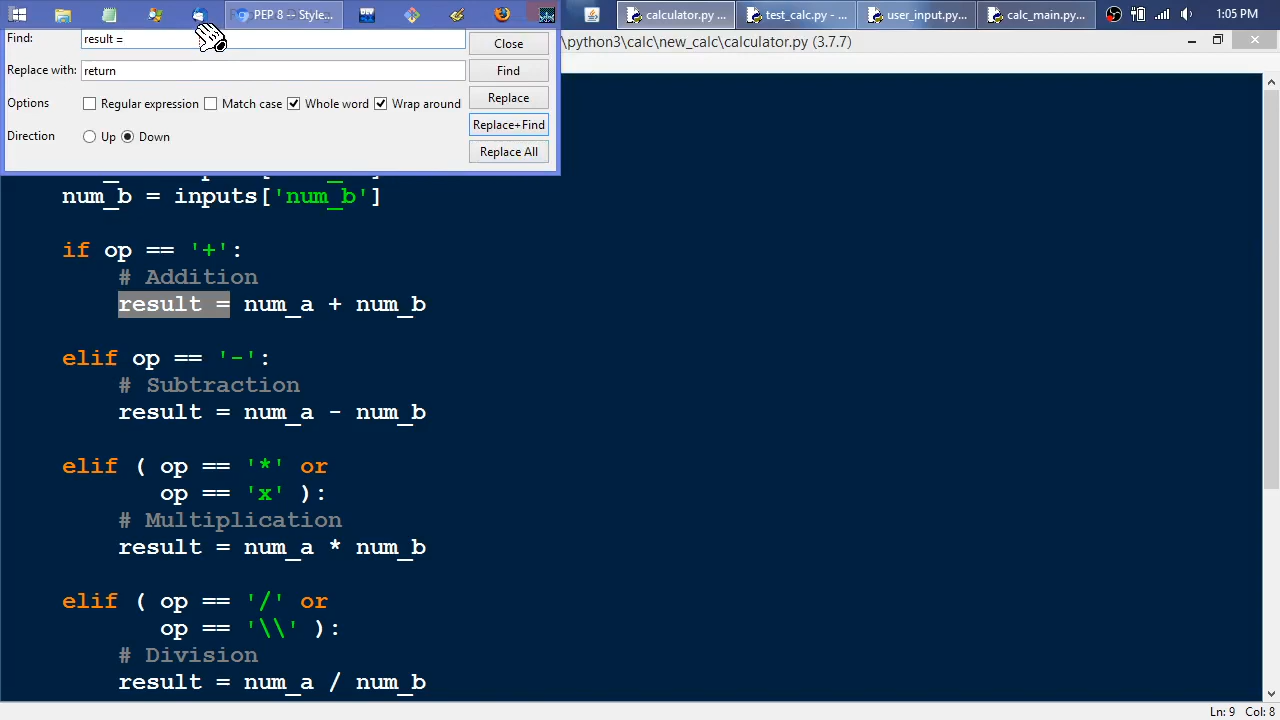 PEP 8 -- Style...
calculator.py ...
test_calc.py - ...
user_input.py...
calc_main.py...
1:05 PM
Find:
result =
Close
\python3\calc\new_calc\calculator.py (3.7.7)
Replace with:
return
Find
Options
Regular expression
Match case
Whole word
Wrap around
Replace
Direction
Up
Down
Replace+Find
Replace All
num_b = inputs['num_b']
if op == '+':
# Addition
result = num_a + num_b
elif op == '-':
# Subtraction
result = num_a - num_b
elif ( op == '*' or
op == 'x' ):
# Multiplication
result = num_a * num_b
elif ( op == '/' or
op == '\\' ):
# Division
result = num_a / num_b
Ln: 9 Col: 8